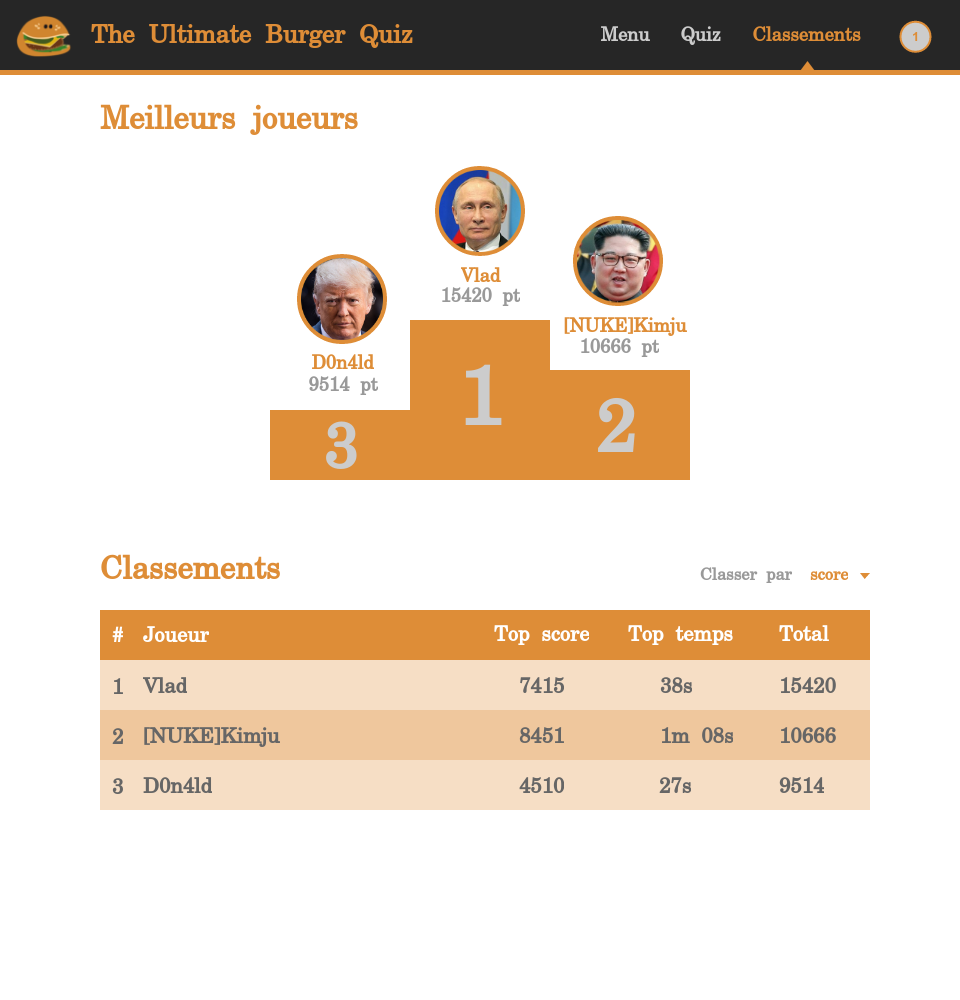 The Ultimate Burger Quiz
Menu Quiz Classements 1
Meilleurs joueurs
Vlad
15420 pt
[NUKE]Kimju
10666 pt
D0n4ld
9514 pt
1
2
3
Classements
Classer par score
# Joueur Top score Top temps Total
1 Vlad 7415 38s 15420
2 [NUKE]Kimju 8451 1m 08s 10666
3 D0n4ld 4510 27s 9514